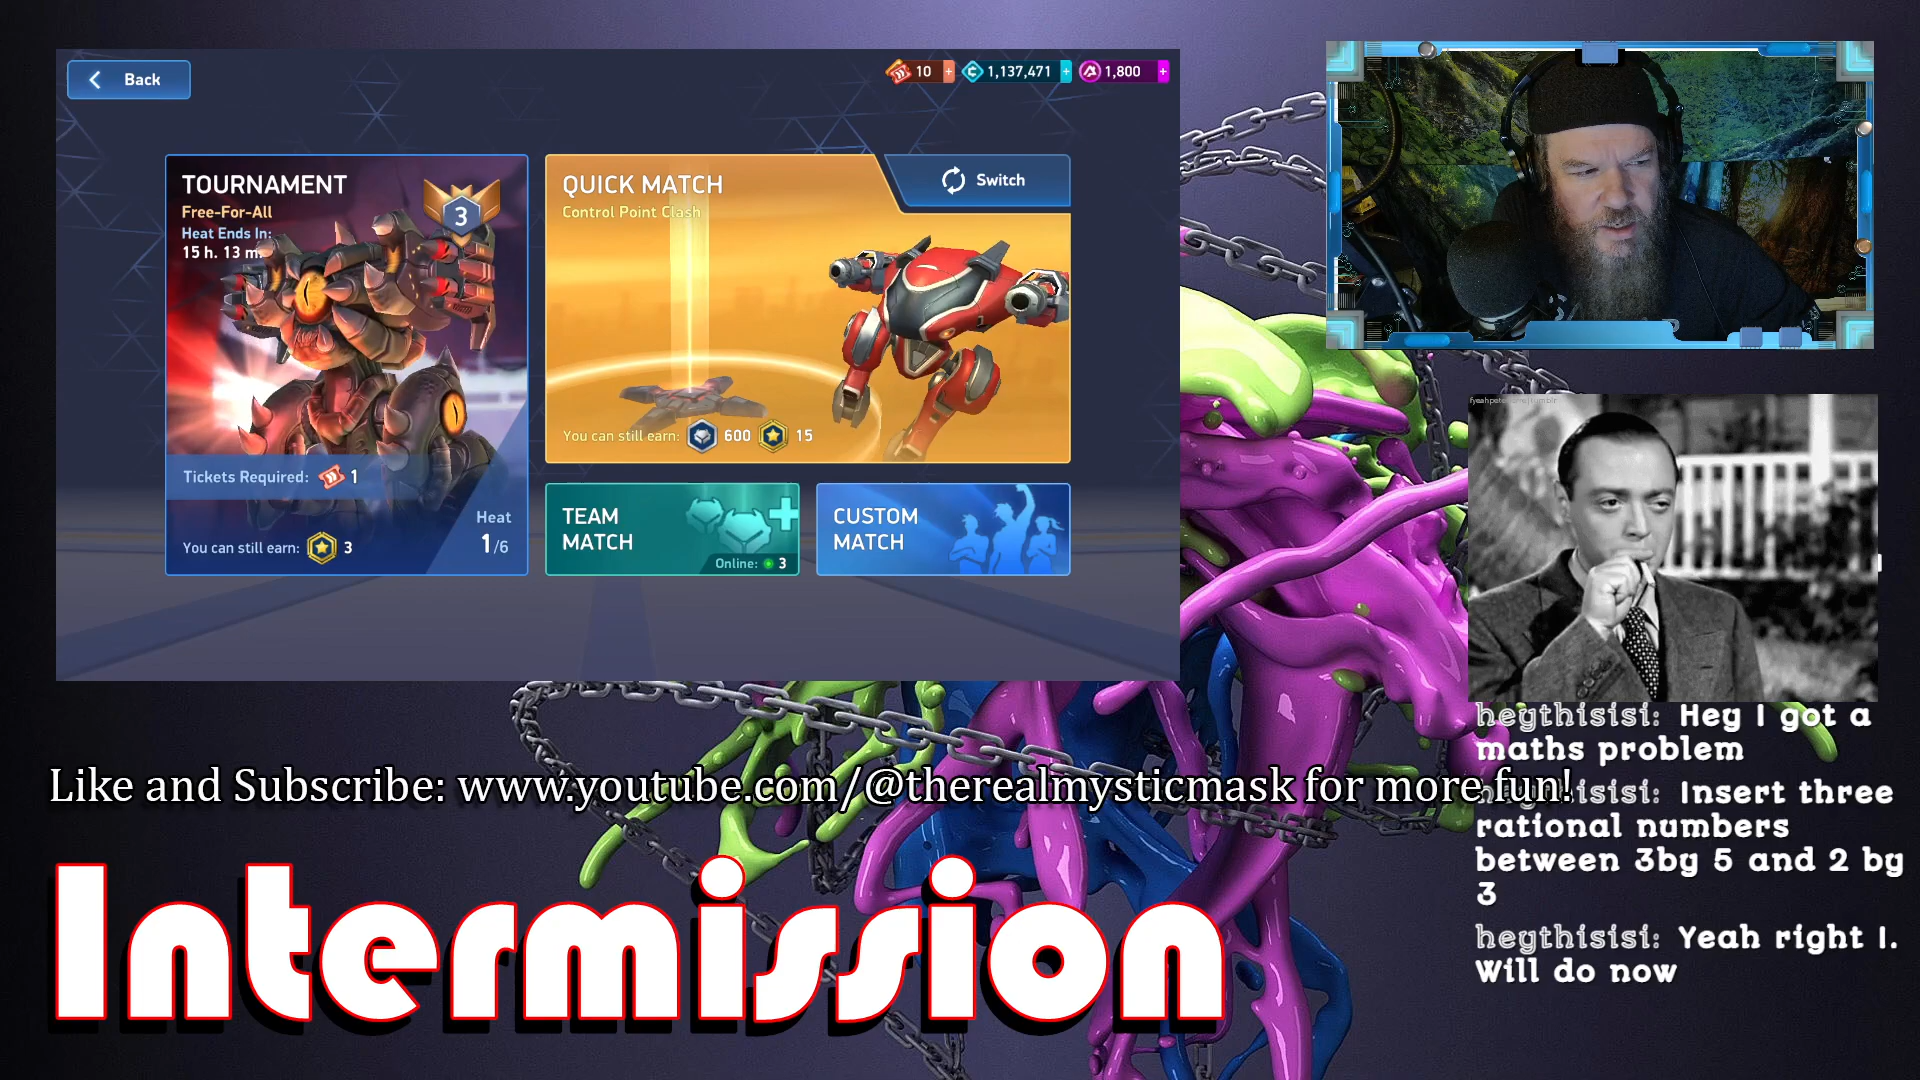 Back
10
1,137,471
1,800
TOURNAMENT
Free-For-All
Heat Ends In:
15 h. 13 m.
3
Tickets Required: 1
You can still earn: 3
Heat
1/6
QUICK MATCH
Control Point Clash
Switch
You can still earn: 600 15
TEAM
MATCH
Online: 3
CUSTOM
MATCH
heythisisi: Hey I got a
maths problem
heythisisi: Insert three
rational numbers
between 3by 5 and 2 by
3
heythisisi: Yeah right I.
Will do now
Like and Subscribe: www.youtube.com/@therealmysticmask for more fun!
Intermission